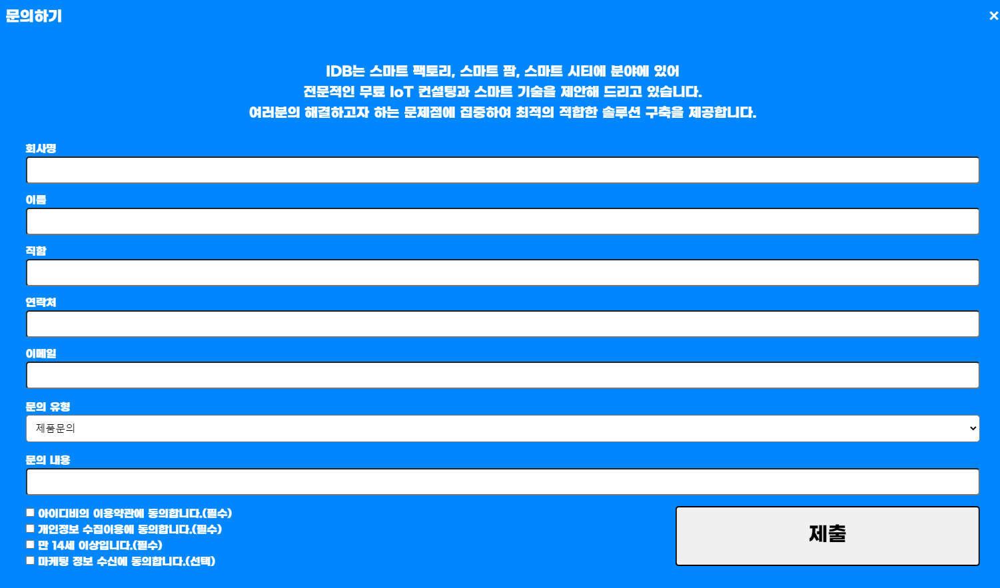 문의하기
×
IDB는 스마트 팩토리, 스마트 팜, 스마트 시티에 분야에 있어
전문적인 무료 IoT 컨설팅과 스마트 기술을 제안해 드리고 있습니다.
여러분의 해결하고자 하는 문제점에 집중하여 최적의 적합한 솔루션 구축을 제공합니다.
회사명
이름
직함
연락처
이메일
문의 유형
제품문의
문의 내용
아이디비의 이용약관에 동의합니다.(필수)
개인정보 수집이용에 동의합니다.(필수)
만 14세 이상입니다.(필수)
마케팅 정보 수신에 동의합니다.(선택)
제출